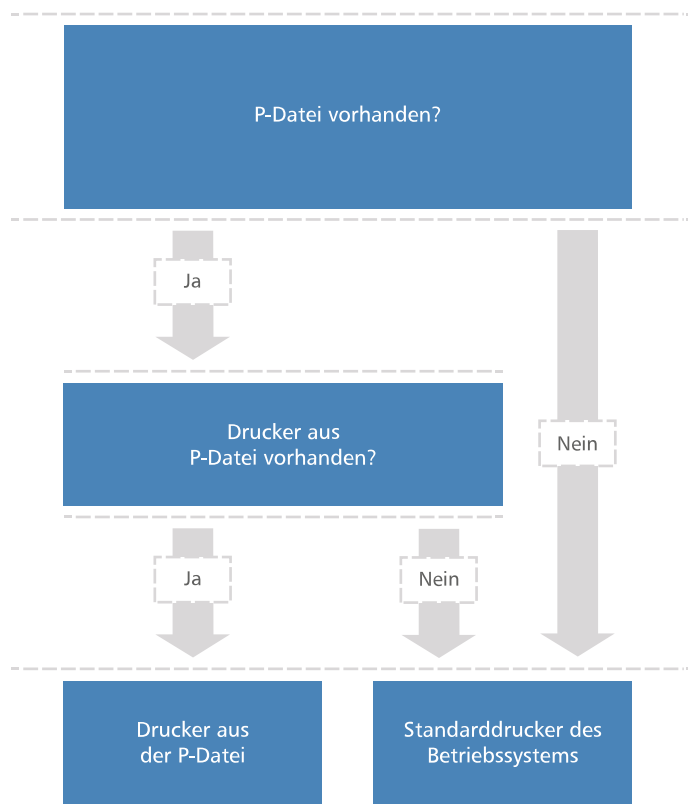 P-Datei vorhanden?
Ja
Drucker aus
P-Datei vorhanden?
Nein
Ja
Nein
Drucker aus
der P-Datei
Standarddrucker des
Betriebssystems